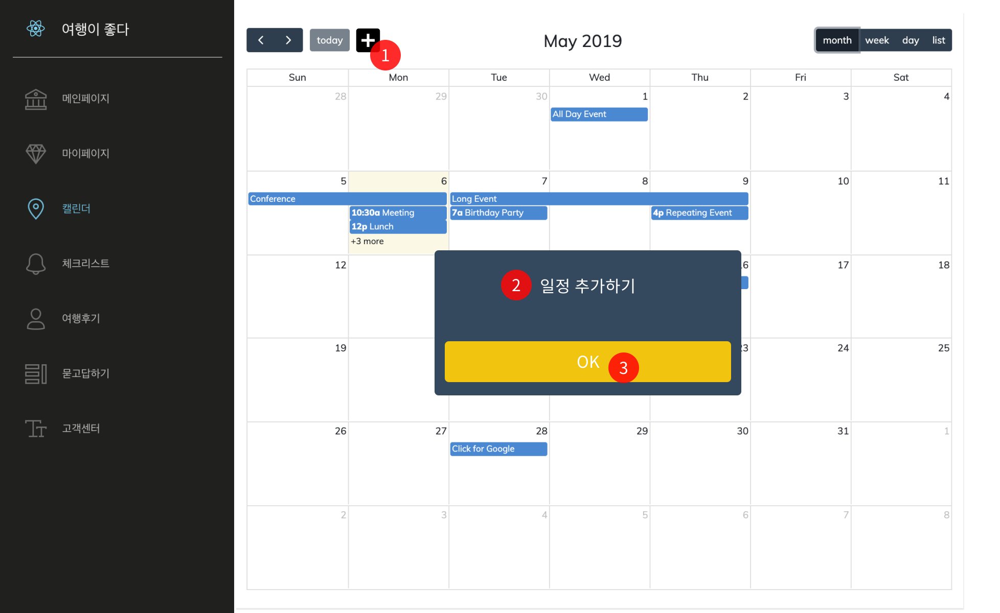 여행이 좋다
메인페이지
마이페이지
캘린더
체크리스트
여행후기
묻고답하기
고객센터
today
1
May 2019
month week day list
Sun Mon Tue Wed Thu Fri Sat
28 29 30 1 2 3 4
All Day Event
5 6 7 8 9 10 11
Conference Long Event
10:30a Meeting 7a Birthday Party 4p Repeating Event
12p Lunch
+3 more
12 16 17 18
2 일정 추가하기
19 23 24 25
OK 3
26 27 28 29 30 31 1
Click for Google
2 3 4 5 6 7 8